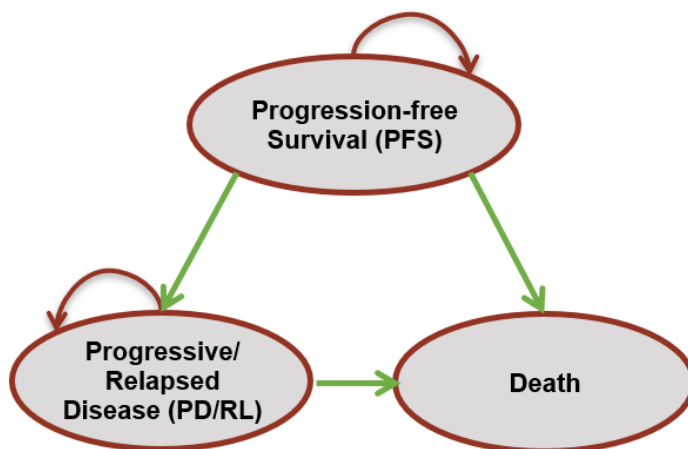 Progression-free
Survival (PFS)
Progressive/
Relapsed
Disease (PD/RL)
Death